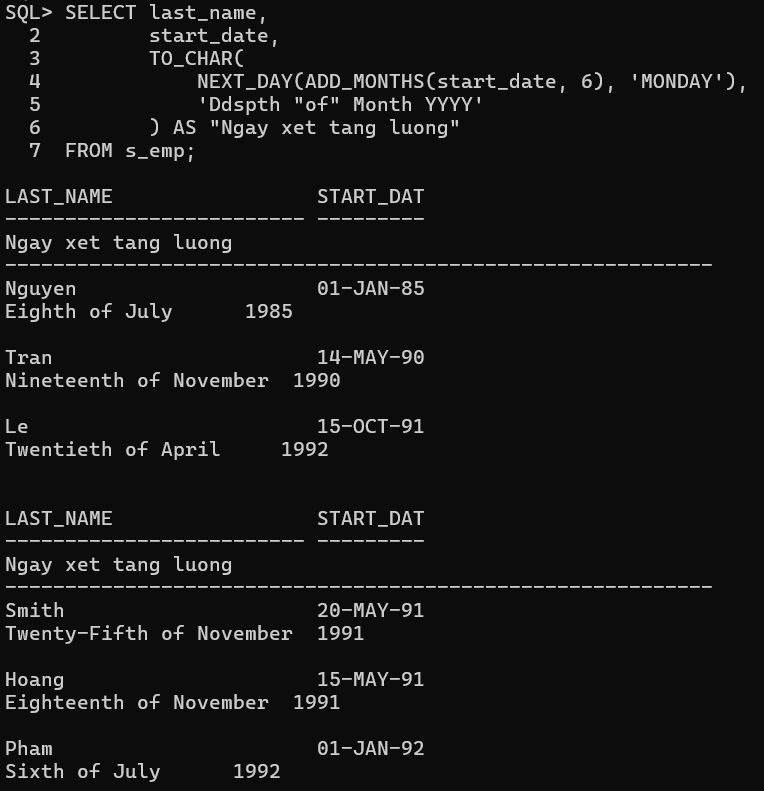 SQL> SELECT last_name,
  2         start_date,
  3         TO_CHAR(
  4             NEXT_DAY(ADD_MONTHS(start_date, 6), 'MONDAY'),
  5             'Ddspth "of" Month YYYY'
  6         ) AS "Ngay xet tang luong"
  7  FROM s_emp;

LAST_NAME                 START_DAT
------------------------- ---------
Ngay xet tang luong
-----------------------------------------------------------
Nguyen                    01-JAN-85
Eighth of July      1985

Tran                      14-MAY-90
Nineteenth of November  1990

Le                        15-OCT-91
Twentieth of April     1992


LAST_NAME                 START_DAT
------------------------- ---------
Ngay xet tang luong
-----------------------------------------------------------
Smith                     20-MAY-91
Twenty-Fifth of November  1991

Hoang                     15-MAY-91
Eighteenth of November  1991

Pham                      01-JAN-92
Sixth of July      1992